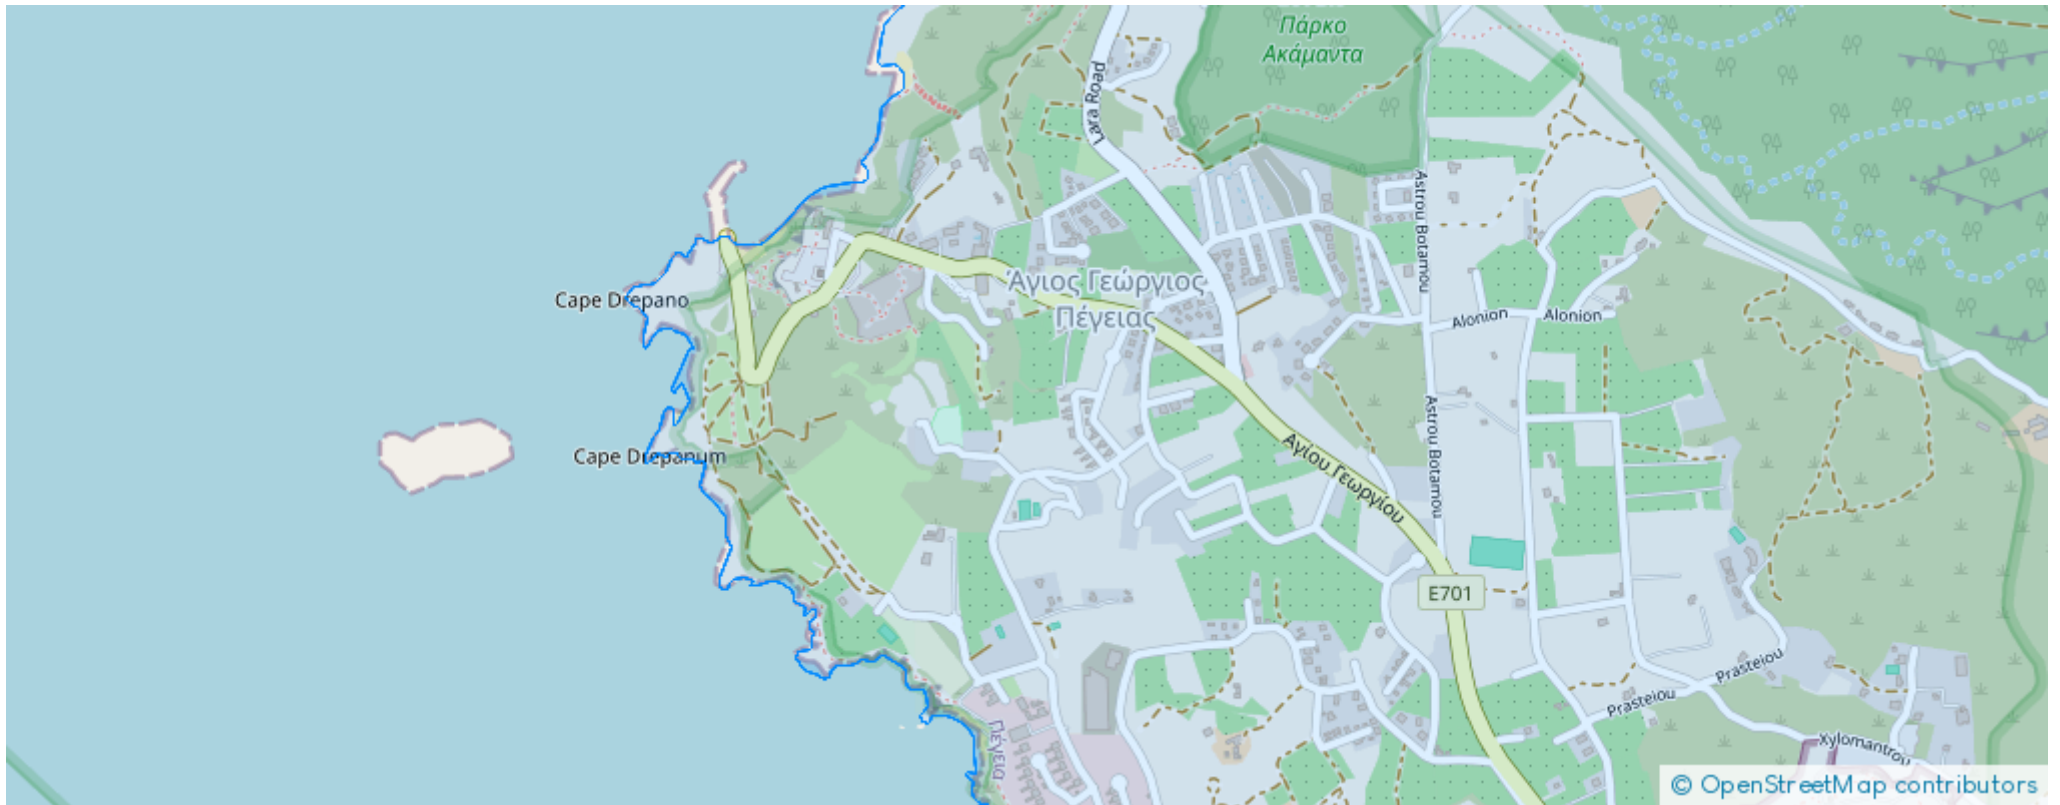 Πάρκο
Ακάμαντα
Lara Road
Astrou Botamou
Cape Drepano
Άγιος Γεώργιος
Πέγειας
Alonion
Alonion
Cape Drepanum
Αγίου Γεωργίου
Astrou Botamou
E701
Prasteiou
Prasteiou
Πέγεια
Xylomantrou
© OpenStreetMap contributors